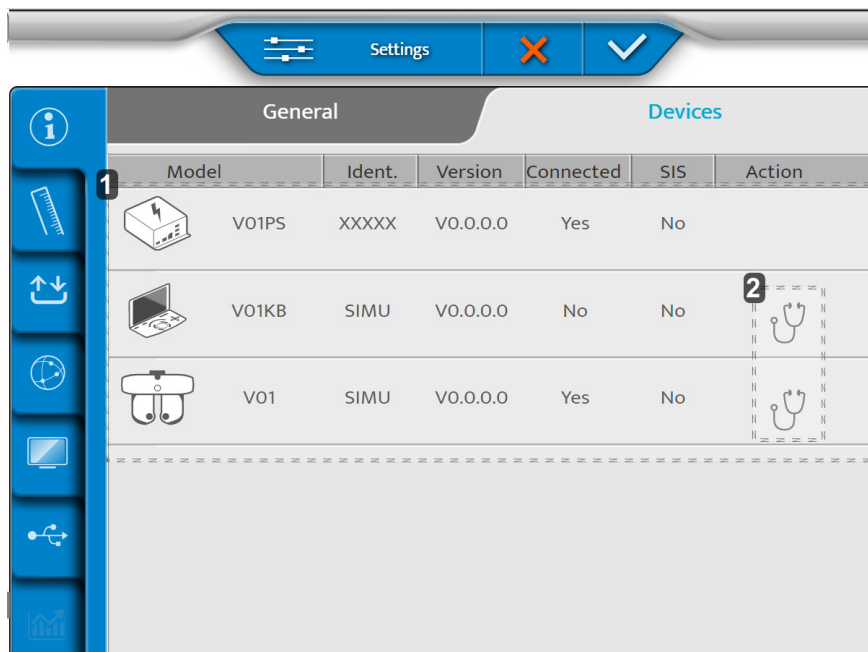 Settings
General Devices
Model Ident. Version Connected SIS Action
1
V01PS XXXXX V0.0.0.0 Yes No
2
V01KB SIMU V0.0.0.0 No No
V01 SIMU V0.0.0.0 Yes No